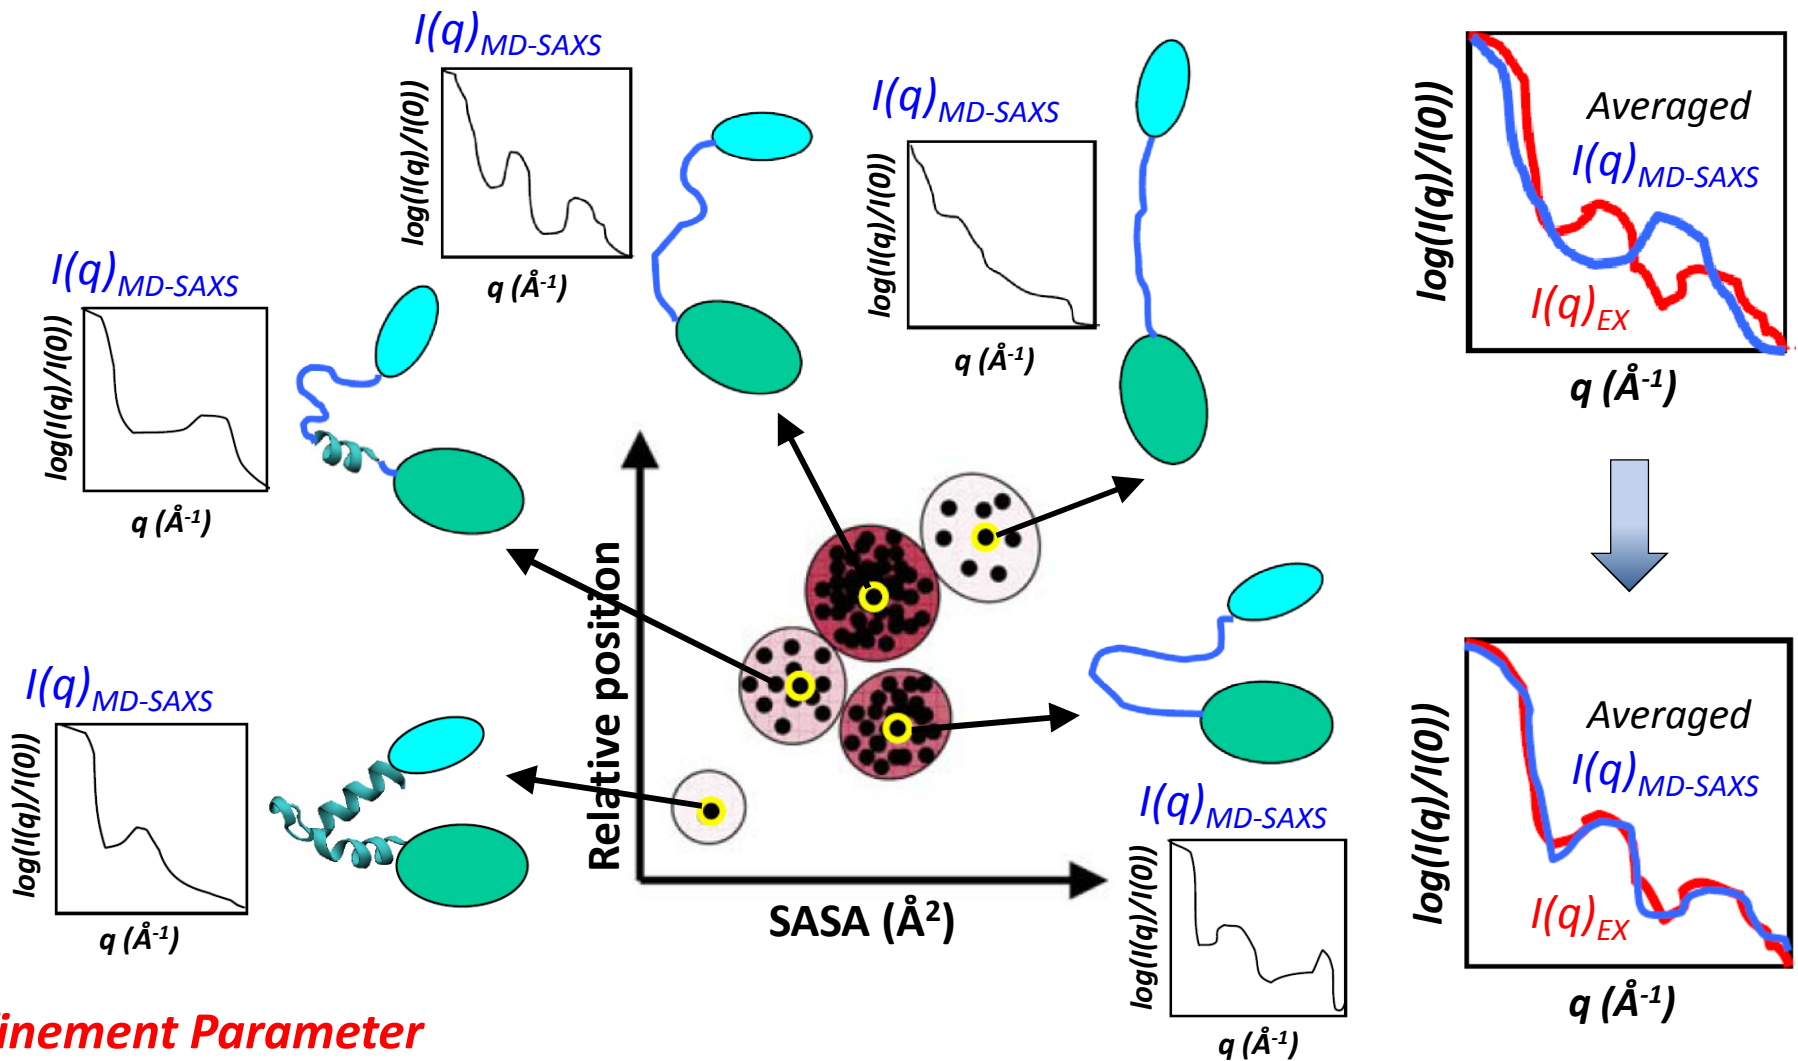 I(q)MD-SAXS
log(I(q)/I(0))
q (Å-1)
I(q)MD-SAXS
log(I(q)/I(0))
q (Å-1)
I(q)MD-SAXS
log(I(q)/I(0))
q (Å-1)
I(q)MD-SAXS
log(I(q)/I(0))
q (Å-1)
Relative position
SASA (Å2)
I(q)MD-SAXS
log(I(q)/I(0))
q (Å-1)
log(I(q)/I(0))
Averaged
I(q)MD-SAXS
I(q)EX
q (Å-1)
log(I(q)/I(0))
Averaged
I(q)MD-SAXS
I(q)EX
q (Å-1)
Parameter